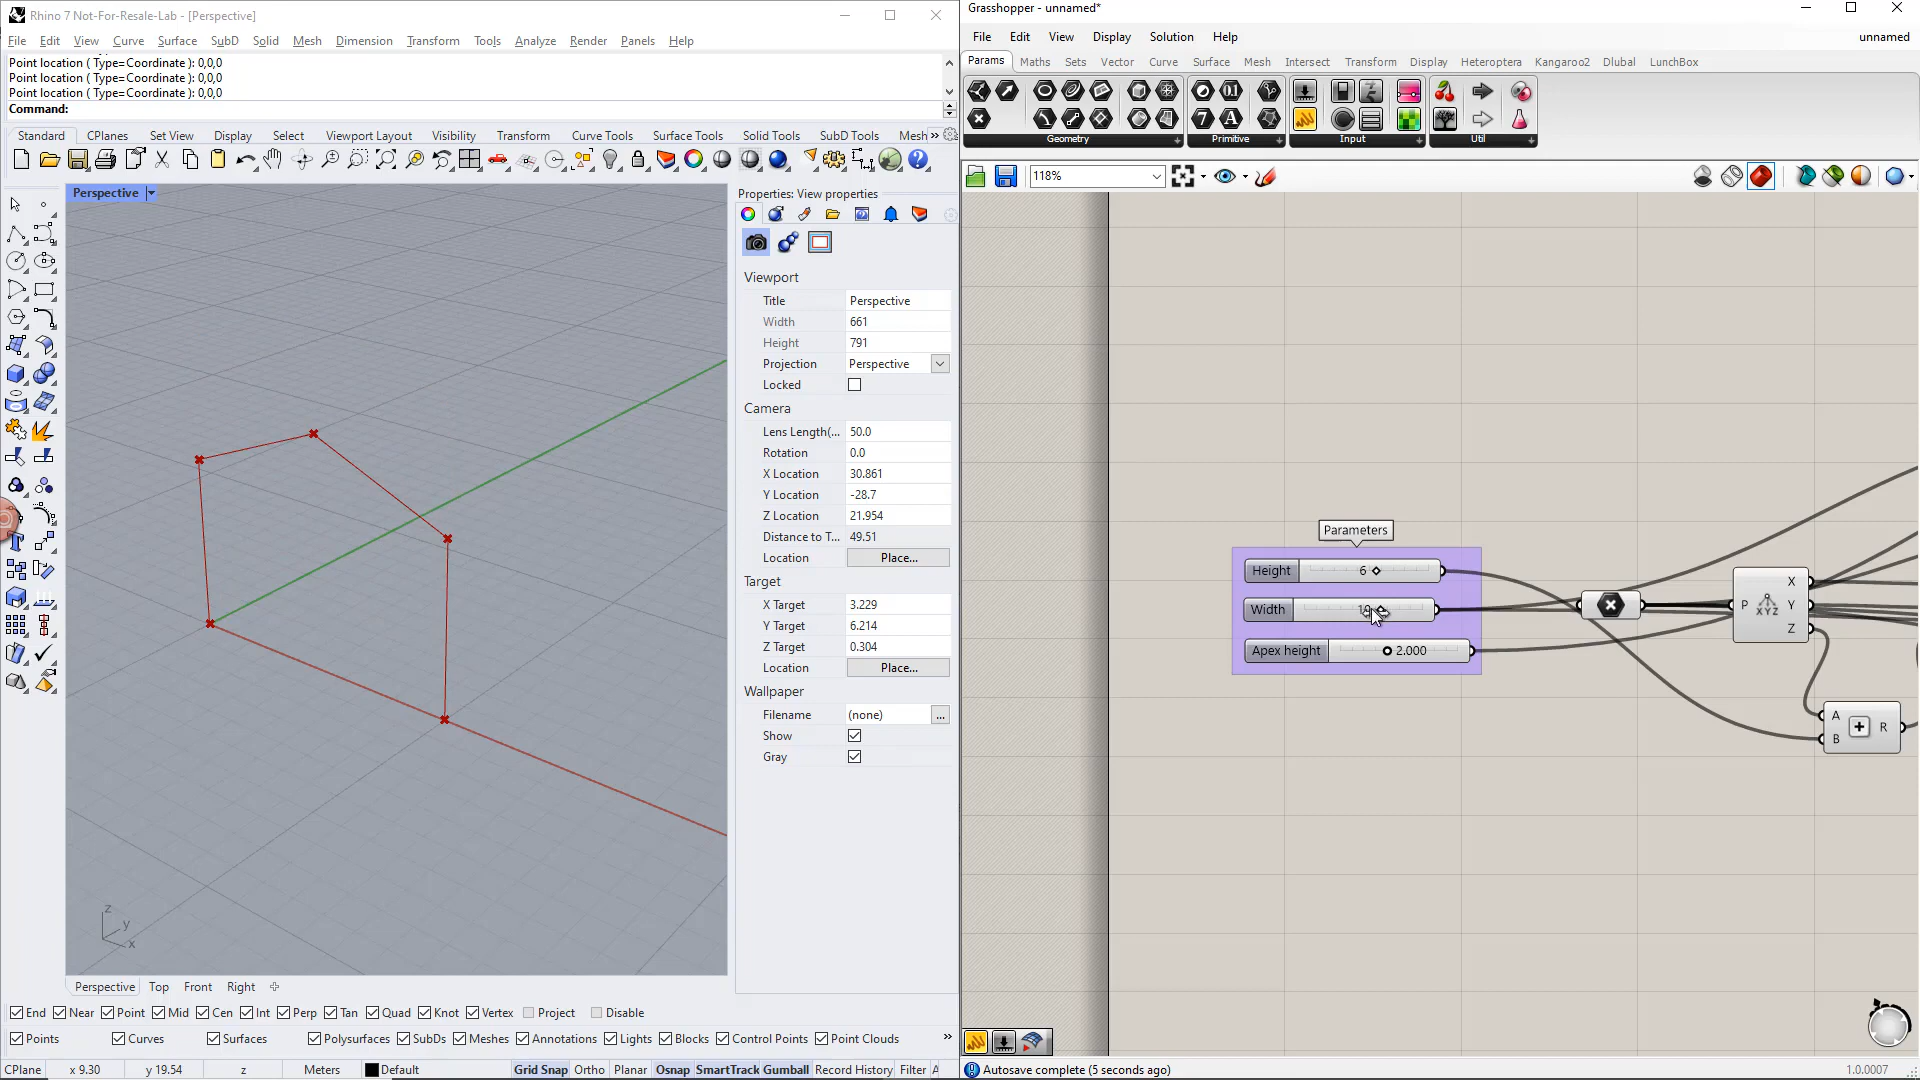 Rhino 7 Not-For-Resale-Lab - [Perspective]
File Edit View Curve Surface SubD Solid Mesh Dimension Transform Tools Analyze Render Panels Help
Point location ( Type=Coordinate ): 0,0,0
Point location ( Type=Coordinate ): 0,0,0
Point location ( Type=Coordinate ): 0,0,0
Command:
Standard CPlanes Set View Display Select Viewport Layout Visibility Transform Curve Tools Surface Tools Solid Tools SubD Tools Mesh
Perspective
z
y
x
Perspective Top Front Right
Properties: View properties
Viewport
Title Perspective
Width 661
Height 791
Projection Perspective
Locked
Camera
Lens Length(... 50.0
Rotation 0.0
X Location 30.861
Y Location -28.7
Z Location 21.954
Distance to T... 49.51
Location Place...
Target
X Target 3.229
Y Target 6.214
Z Target 0.304
Location Place...
Wallpaper
Filename (none) ...
Show
Gray
End Near Point Mid Cen Int Perp Tan Quad Knot Vertex Project Disable
Points Curves Surfaces Polysurfaces SubDs Meshes Annotations Lights Blocks Control Points Point Clouds
CPlane x 9.30 y 19.54 z Meters Default Grid Snap Ortho Planar Osnap SmartTrack Gumball Record History Filter A
Grasshopper - unnamed*
File Edit View Display Solution Help unnamed
Params Maths Sets Vector Curve Surface Mesh Intersect Transform Display Heteroptera Kangaroo2 Dlubal LunchBox
Geometry Primitive Input Util
118%
Parameters
Height 6
Width
Apex height 2.000
P XYZ X Y Z
A B R
Autosave complete (5 seconds ago)
1.0.0007